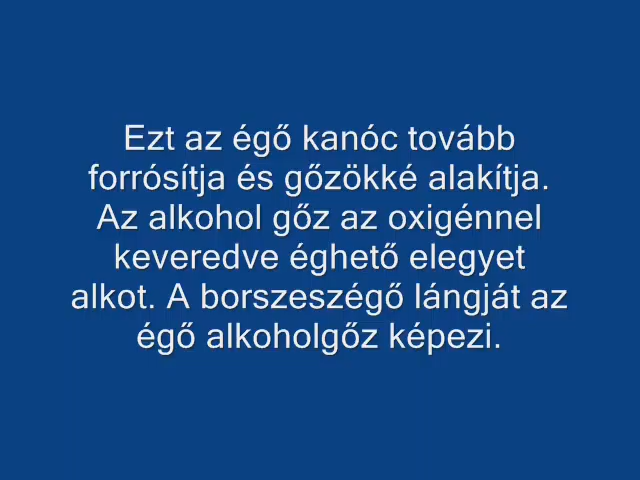 Ezt az égő kanóc tovább
forrósítja és gőzökké alakítja.
Az alkohol gőz az oxigénnel
keveredve éghető elegyet
alkot. A borszeszégő lángját az
égő alkoholgőz képezi.